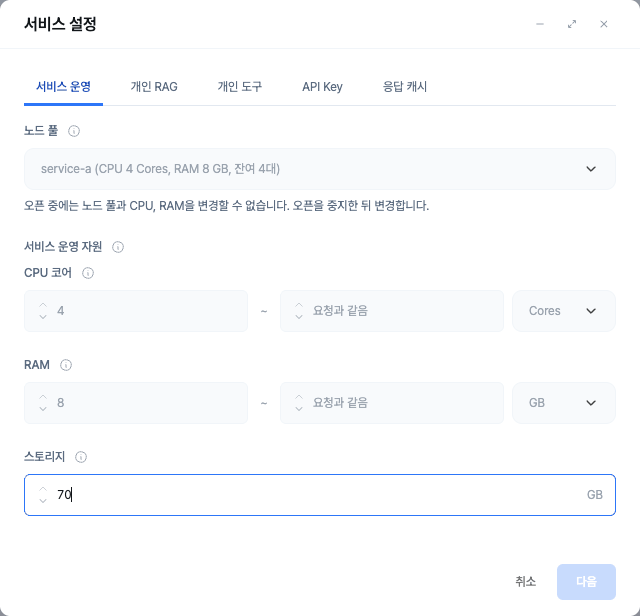 서비스 설정
서비스 운영 개인 RAG 개인 도구 API Key 응답 캐시
노드 풀
service-a (CPU 4 Cores, RAM 8 GB, 잔여 4대)
오픈 중에는 노드 풀과 CPU, RAM을 변경할 수 없습니다. 오픈을 중지한 뒤 변경합니다.
서비스 운영 자원
CPU 코어
4 ~ 요청과 같음 Cores
RAM
8 ~ 요청과 같음 GB
스토리지
70 GB
취소 다음